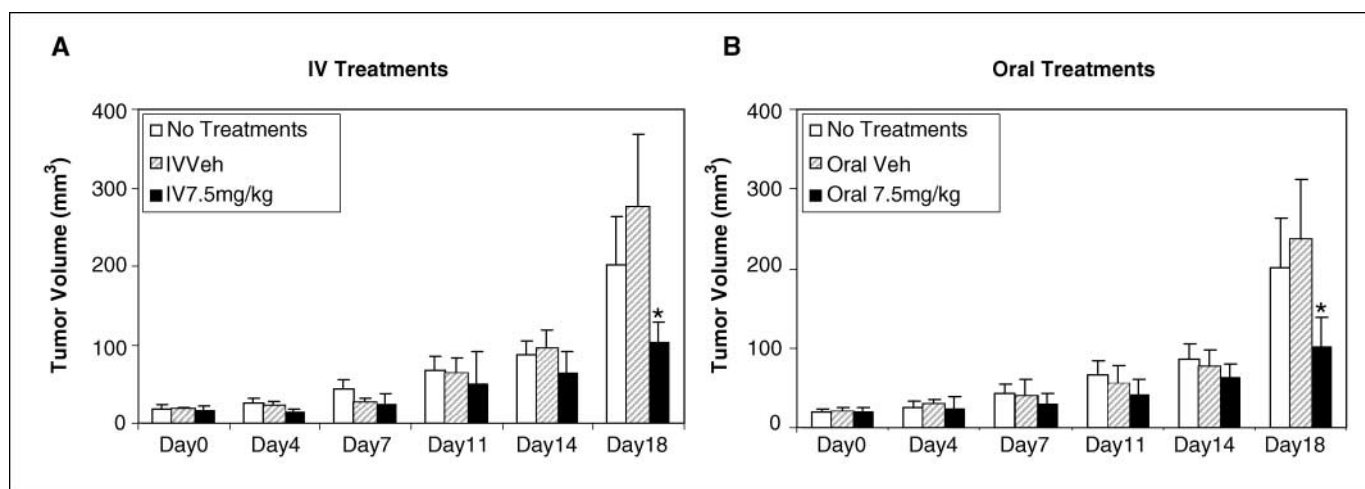 A
IV Treatments
Tumor Volume (mm³)
400
300
200
100
0
No Treatments
IVVeh
IV7.5mg/kg
*
Day0 Day4 Day7 Day11 Day14 Day18
B
Oral Treatments
Tumor Volume (mm³)
400
300
200
100
0
No Treatments
Oral Veh
Oral 7.5mg/kg
*
Day0 Day4 Day7 Day11 Day14 Day18